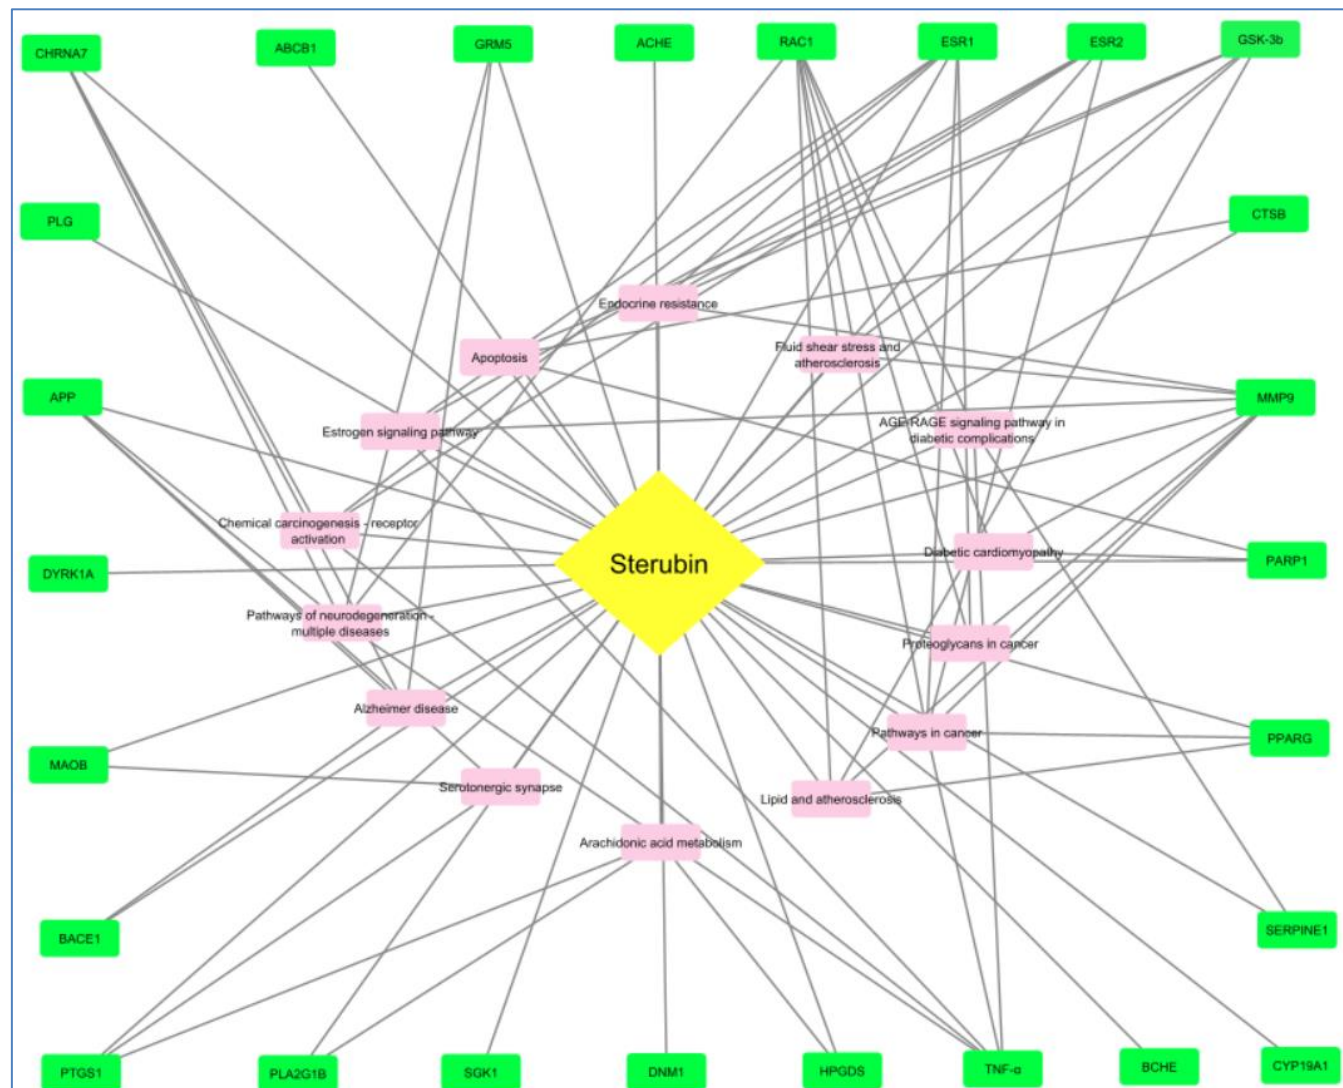 CHRNA7
ABCB1
GRM5
ACHE
RAC1
ESR1
ESR2
GSK-3b
PLG
CTSB
Endocrine resistance
Apoptosis
Fluid shear stress and
atherosclerosis
APP
MMP9
Estrogen signaling pathway
AGE-RAGE signaling pathway in
diabetic complications
Chemical carcinogenesis - receptor
activation
Diabetic cardiomyopathy
Sterubin
DYRK1A
PARP1
Pathways of neurodegeneration -
multiple diseases
Proteoglycans in cancer
Alzheimer disease
Pathways in cancer
MAOB
PPARG
Serotonergic synapse
Lipid and atherosclerosis
Arachidonic acid metabolism
BACE1
SERPINE1
PTGS1
PLA2G1B
SGK1
DNM1
HPGDS
TNF-α
BCHE
CYP19A1